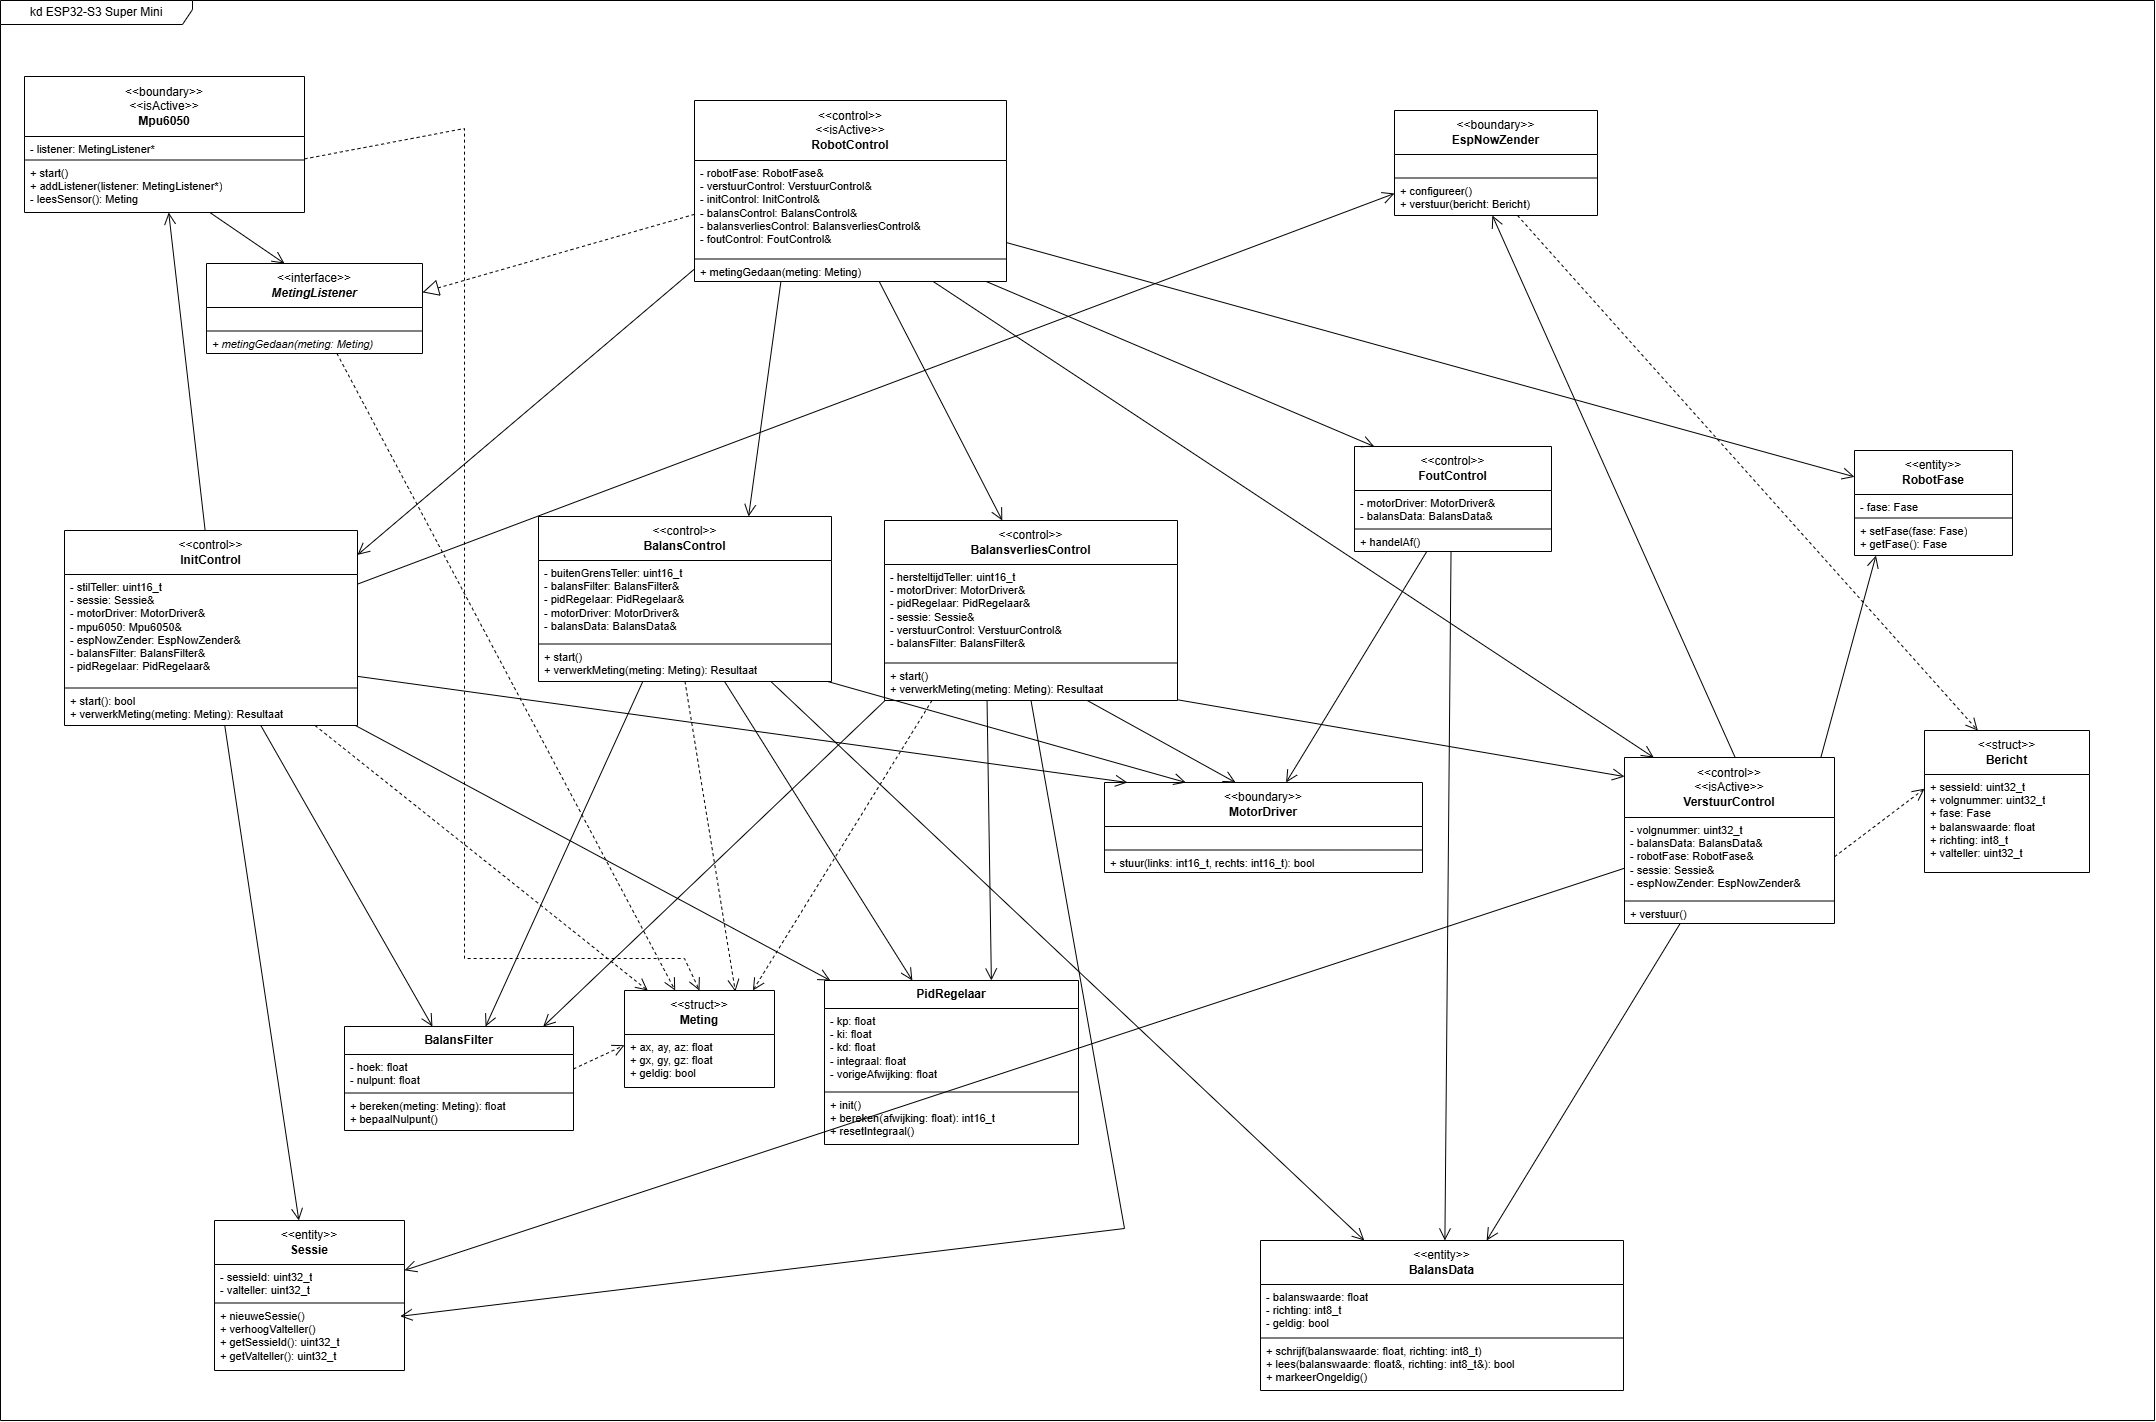 kd ESP32-S3 Super Mini
<<boundary>>
<<isActive>>
Mpu6050
- listener: MetingListener*
+ start()
+ addListener(listener: MetingListener*)
- leesSensor(): Meting
<<interface>>
MetingListener
+ metingGedaan(meting: Meting)
<<control>>
<<isActive>>
RobotControl
- robotFase: RobotFase&
- verstuurControl: VerstuurControl&
- initControl: InitControl&
- balansControl: BalansControl&
- balansverliesControl: BalansverliesControl&
- foutControl: FoutControl&
+ metingGedaan(meting: Meting)
<<boundary>>
EspNowZender
+ configureer()
+ verstuur(bericht: Bericht)
<<control>>
FoutControl
- motorDriver: MotorDriver&
- balansData: BalansData&
+ handelAf()
<<entity>>
RobotFase
- fase: Fase
+ setFase(fase: Fase)
+ getFase(): Fase
<<control>>
InitControl
- stilTeller: uint16_t
- sessie: Sessie&
- motorDriver: MotorDriver&
- mpu6050: Mpu6050&
- espNowZender: EspNowZender&
- balansFilter: BalansFilter&
- pidRegelaar: PidRegelaar&
+ start(): bool
+ verwerkMeting(meting: Meting): Resultaat
<<control>>
BalansControl
- buitenGrensTeller: uint16_t
- balansFilter: BalansFilter&
- pidRegelaar: PidRegelaar&
- motorDriver: MotorDriver&
- balansData: BalansData&
+ start()
+ verwerkMeting(meting: Meting): Resultaat
<<control>>
BalansverliesControl
- hersteltijdTeller: uint16_t
- motorDriver: MotorDriver&
- pidRegelaar: PidRegelaar&
- sessie: Sessie&
- verstuurControl: VerstuurControl&
- balansFilter: BalansFilter&
+ start()
+ verwerkMeting(meting: Meting): Resultaat
<<boundary>>
MotorDriver
+ stuur(links: int16_t, rechts: int16_t): bool
<<control>>
<<isActive>>
VerstuurControl
- volgnummer: uint32_t
- balansData: BalansData&
- robotFase: RobotFase&
- sessie: Sessie&
- espNowZender: EspNowZender&
+ verstuur()
<<struct>>
Bericht
+ sessieId: uint32_t
+ volgnummer: uint32_t
+ fase: Fase
+ balanswaarde: float
+ richting: int8_t
+ valteller: uint32_t
BalansFilter
- hoek: float
- nulpunt: float
+ bereken(meting: Meting): float
+ bepaalNulpunt()
<<struct>>
Meting
+ ax, ay, az: float
+ gx, gy, gz: float
+ geldig: bool
PidRegelaar
- kp: float
- ki: float
- kd: float
- integraal: float
- vorigeAfwijking: float
+ init()
+ bereken(afwijking: float): int16_t
+ resetIntegraal()
<<entity>>
Sessie
- sessieId: uint32_t
- valteller: uint32_t
+ nieuweSessie()
+ verhoogValteller()
+ getSessieId(): uint32_t
+ getValteller(): uint32_t
<<entity>>
BalansData
- balanswaarde: float
- richting: int8_t
- geldig: bool
+ schrijf(balanswaarde: float, richting: int8_t)
+ lees(balanswaarde: float&, richting: int8_t&): bool
+ markeerOngeldig()